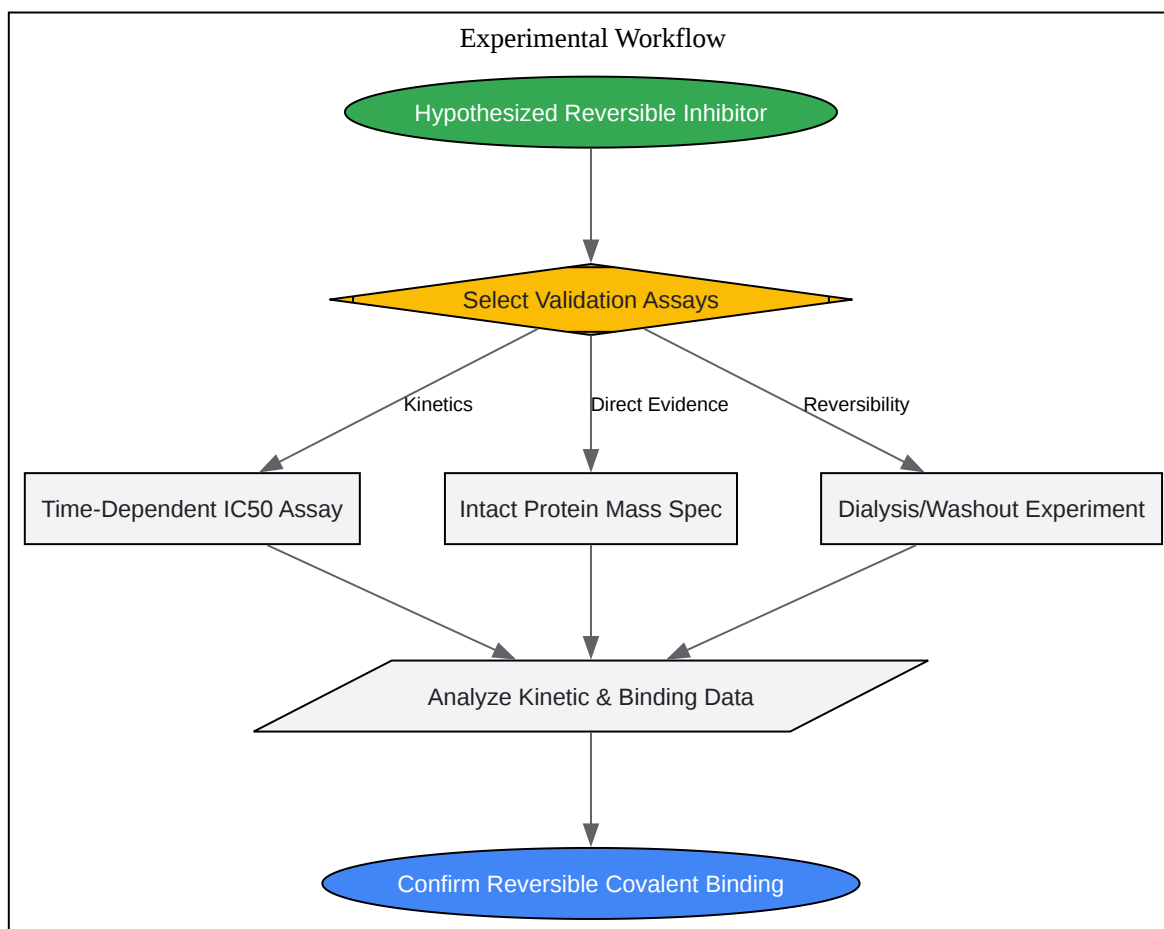 Experimental Workflow
Hypothesized Reversible Inhibitor
Select Validation Assays
Kinetics
Direct Evidence
Reversibility
Time-Dependent IC50 Assay
Intact Protein Mass Spec
Dialysis/Washout Experiment
Analyze Kinetic & Binding Data
Confirm Reversible Covalent Binding